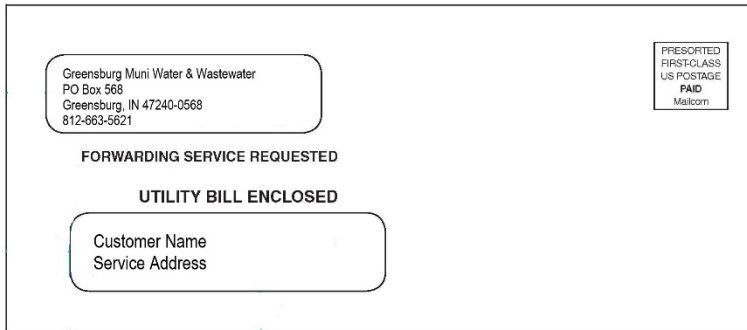 Greensburg Muni Water & Wastewater
PO Box 568
Greensburg, IN 47240-0568
812-663-5621
PRESORTED
FIRST-CLASS
US POSTAGE
PAID
Mailcom
FORWARDING SERVICE REQUESTED
UTILITY BILL ENCLOSED
Customer Name
Service Address